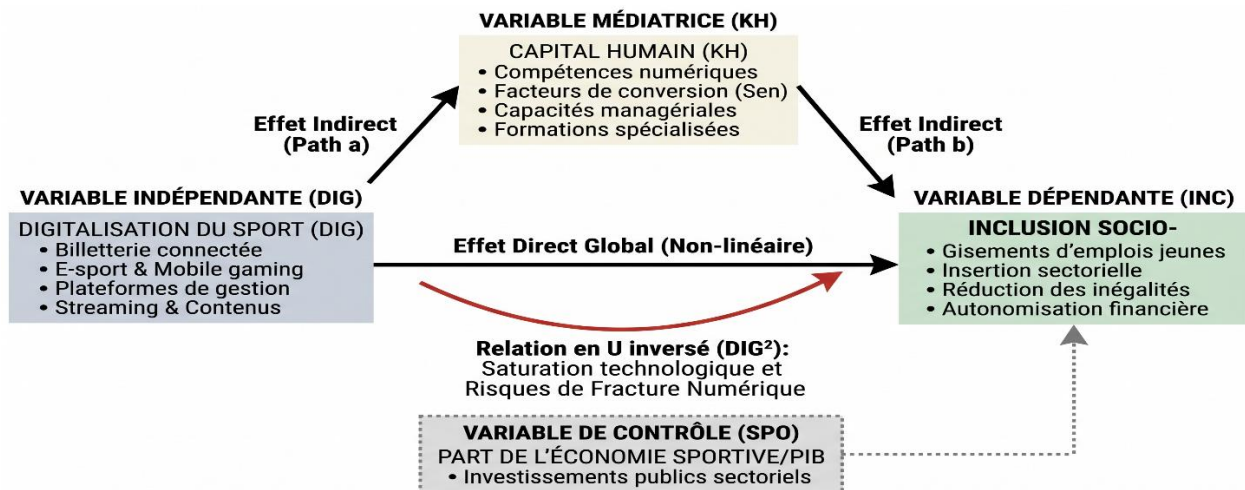 VARIABLE MÉDIATRICE (KH)
CAPITAL HUMAIN (KH)
• Compétences numériques
• Facteurs de conversion (Sen)
• Capacités managériales
• Formations spécialisées
Effet Indirect
(Path a)
Effet Indirect
(Path b)
VARIABLE INDÉPENDANTE (DIG)
DIGITALISATION DU SPORT (DIG)
• Billetterie connectée
• E-sport & Mobile gaming
• Plateformes de gestion
• Streaming & Contenus
Effet Direct Global (Non-linéaire)
VARIABLE DÉPENDANTE (INC)
INCLUSION SOCIO-
• Gisements d'emplois jeunes
• Insertion sectorielle
• Réduction des inégalités
• Autonomisation financière
Relation en U inversé (DIG²):
Saturation technologique et
Risques de Fracture Numérique
VARIABLE DE CONTRÔLE (SPO)
PART DE L'ÉCONOMIE SPORTIVE/PIB
• Investissements publics sectoriels